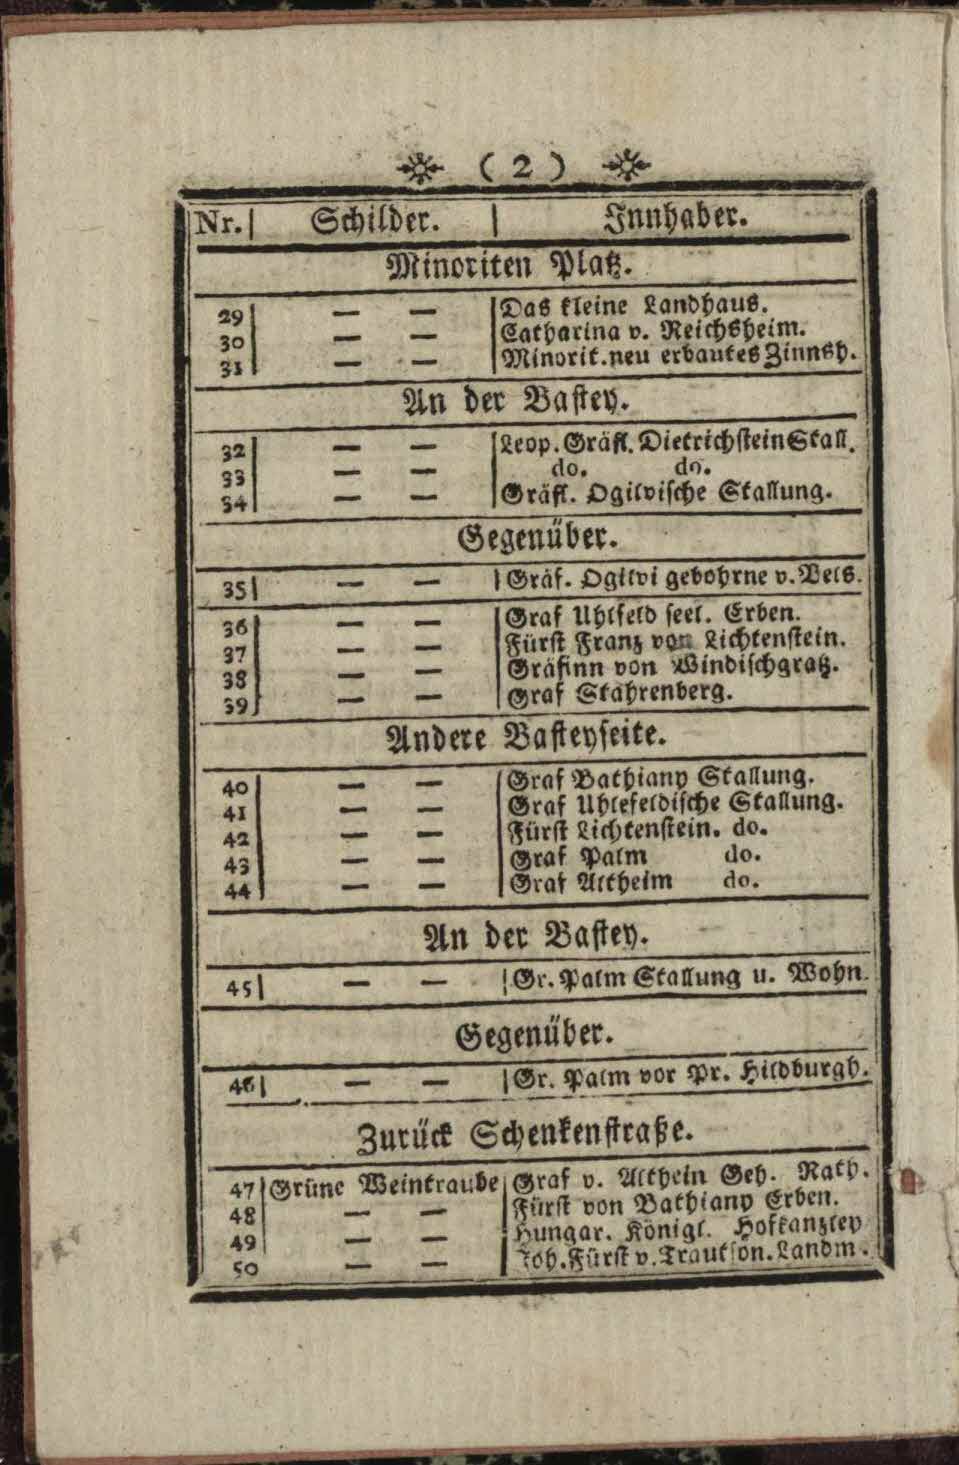 ( 2 )
Nr. | Schilder. | Innhaber.
Minoriten Platz.
29 — — Das kleine Landhaus.
30 — — Catharina v. Reichsheim.
31 — — Minorit. neu erbautes Zinnsh.
An der Bastey.
32 — — Leop. Gräfl. Dietrichstein Stall.
33 — — do. do.
34 — — Gräfl. Ogilvische Stallung.
Gegenüber.
35 — — Gräf. Ogilvi gebohrne v. Wels.
36 — — Graf Uhlfeld seel. Erben.
37 — — Fürst Franz von Lichtenstein.
38 — — Gräfinn von Windischgratz.
39 — — Graf Stahrenberg.
Andere Basteyseite.
40 — — Graf Bathiany Stallung.
41 — — Graf Uhlefeldische Stallung.
42 — — Fürst Lichtenstein. do.
43 — — Graf Palm do.
44 — — Graf Altheim do.
An der Bastey.
45 — — Gr. Palm Stallung u. Wohn.
Gegenüber.
46 — — Gr. Palm vor Pr. Hildburgh.
Zurück Schenkenstraße.
47 Grüne Weintraube Graf v. Althein Geh. Rath.
48 — — Fürst von Bathiany Erben.
49 — — Hungar. Königl. Hofkanzley
50 — — Joh. Fürst v. Trautson. Landm.